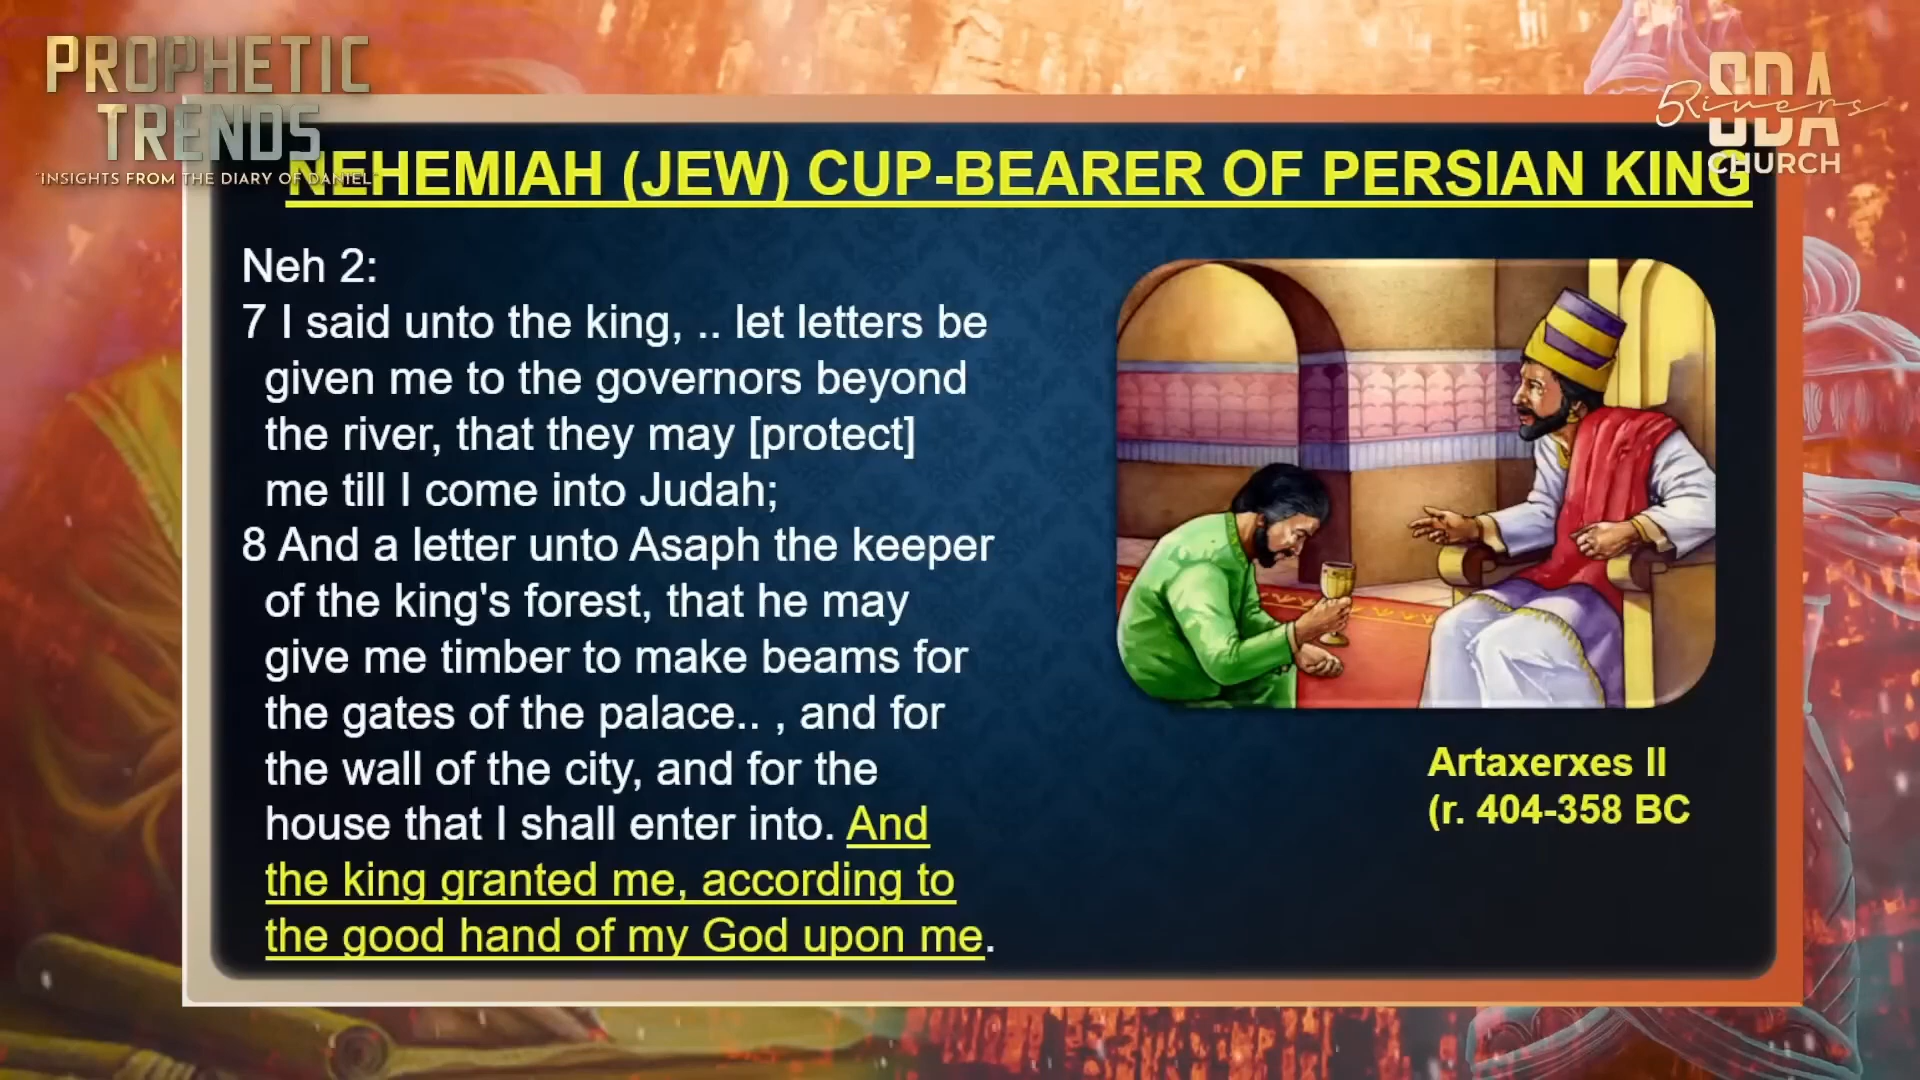 PROPHETIC
TRENDS
"INSIGHTS FROM THE DIARY OF DANIEL"
SDA
5Rivers
CHURCH
NEHEMIAH (JEW) CUP-BEARER OF PERSIAN KING
Neh 2:
7 I said unto the king, .. let letters be
given me to the governors beyond
the river, that they may [protect]
me till I come into Judah;
8 And a letter unto Asaph the keeper
of the king's forest, that he may
give me timber to make beams for
the gates of the palace.. , and for
the wall of the city, and for the
house that I shall enter into. And
the king granted me, according to
the good hand of my God upon me.
Artaxerxes II
(r. 404-358 BC